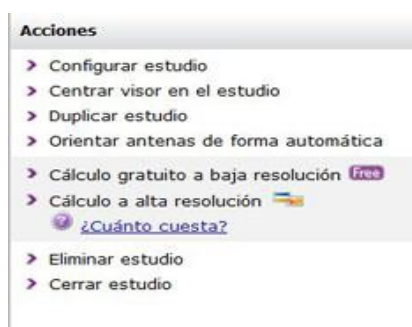 Acciones
Configurar estudio
Centrar visor en el estudio
Duplicar estudio
Orientar antenas de forma automática
Cálculo gratuito a baja resolución Free
Cálculo a alta resolución
? ¿Cuánto cuesta?
Eliminar estudio
Cerrar estudio